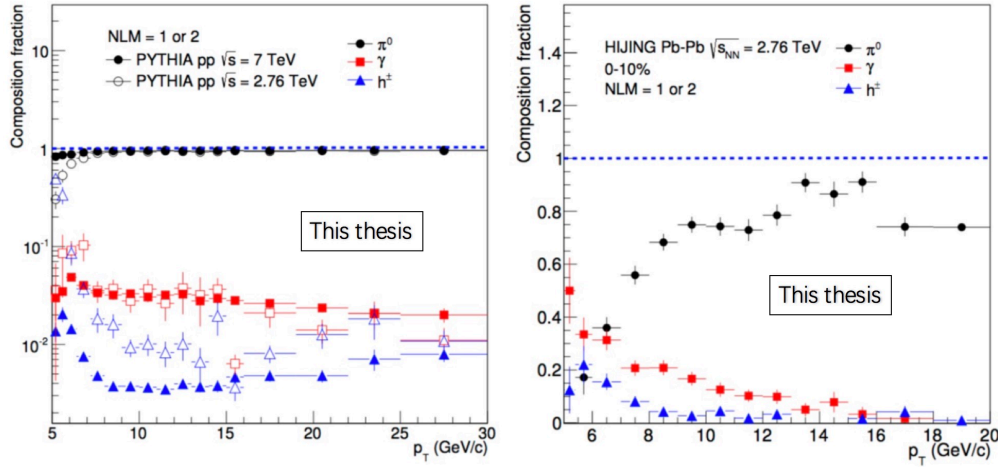 Composition fraction
10
1
10⁻¹
10⁻²
NLM = 1 or 2
PYTHIA pp √s = 7 TeV
PYTHIA pp √s = 2.76 TeV
π⁰
γ
h±
This thesis
5 10 15 20 25 30
p_T (GeV/c)
Composition fraction
1.4
1.2
1
0.8
0.6
0.4
0.2
0
HIJING Pb-Pb √s_NN = 2.76 TeV
0-10%
NLM = 1 or 2
π⁰
γ
h±
This thesis
6 8 10 12 14 16 18 20
p_T (GeV/c)